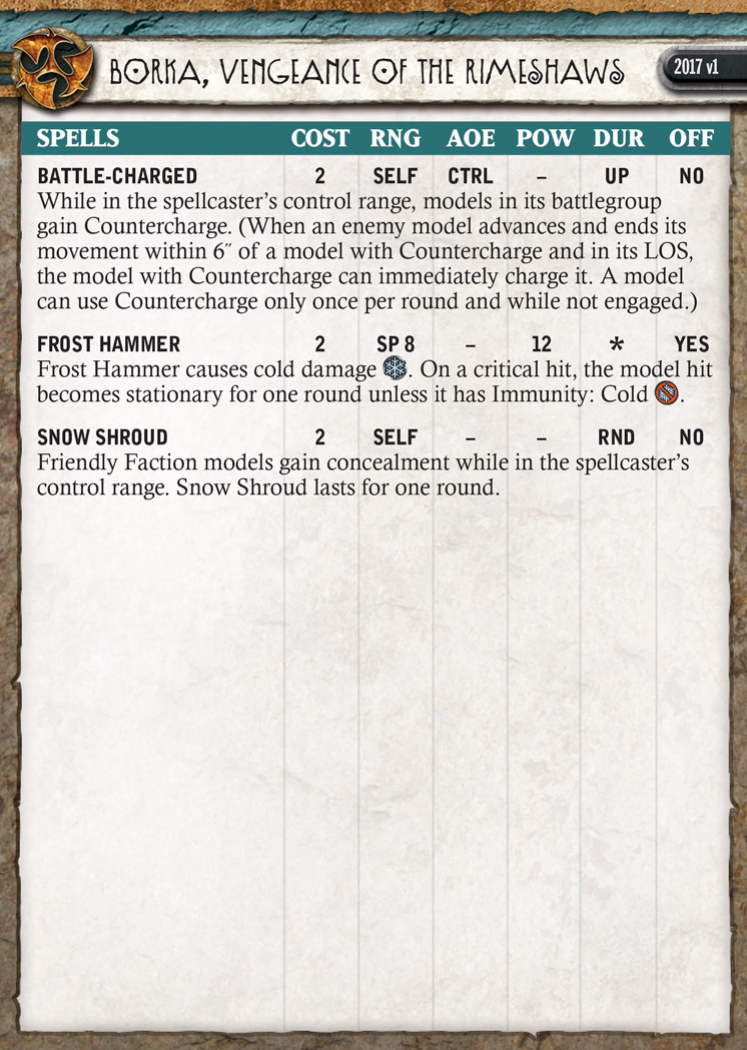 BORKA, VENGEANCE OF THE RIMESHAWS
2017 v1
SPELLS COST RNG AOE POW DUR OFF
BATTLE-CHARGED 2 SELF CTRL – UP NO
While in the spellcaster's control range, models in its battlegroup
gain Countercharge. (When an enemy model advances and ends its
movement within 6˝ of a model with Countercharge and in its LOS,
the model with Countercharge can immediately charge it. A model
can use Countercharge only once per round and while not engaged.)
FROST HAMMER 2 SP 8 – 12 * YES
Frost Hammer causes cold damage . On a critical hit, the model hit
becomes stationary for one round unless it has Immunity: Cold .
SNOW SHROUD 2 SELF – – RND NO
Friendly Faction models gain concealment while in the spellcaster's
control range. Snow Shroud lasts for one round.